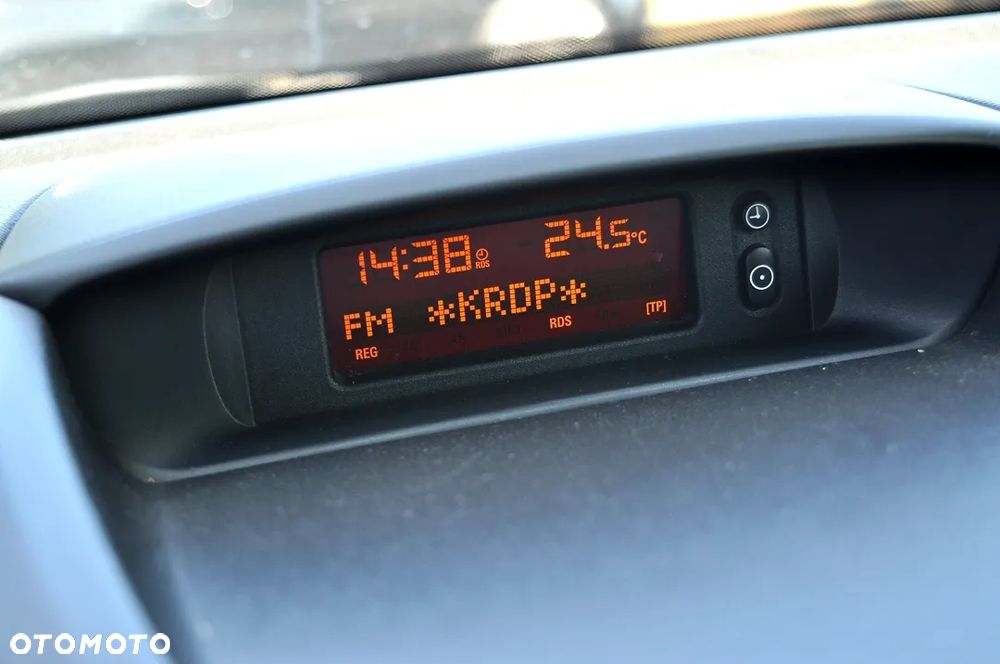 14:38 RDS 24.5°C
FM *KRDP*
REG RDS [TP]
OTOMOTO